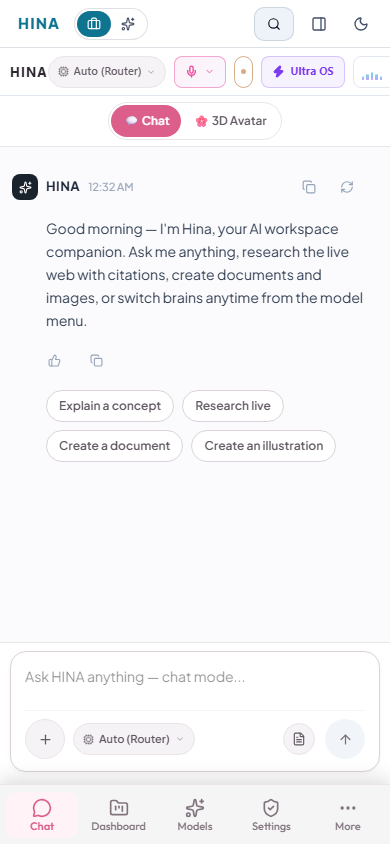 HINA
HINA
Auto (Router)
Ultra OS
Chat
3D Avatar
HINA 12:32 AM
Good morning — I'm Hina, your AI workspace
companion. Ask me anything, research the live
web with citations, create documents and
images, or switch brains anytime from the model
menu.
Explain a concept
Research live
Create a document
Create an illustration
Ask HINA anything — chat mode...
Auto (Router)
Chat
Dashboard
Models
Settings
More